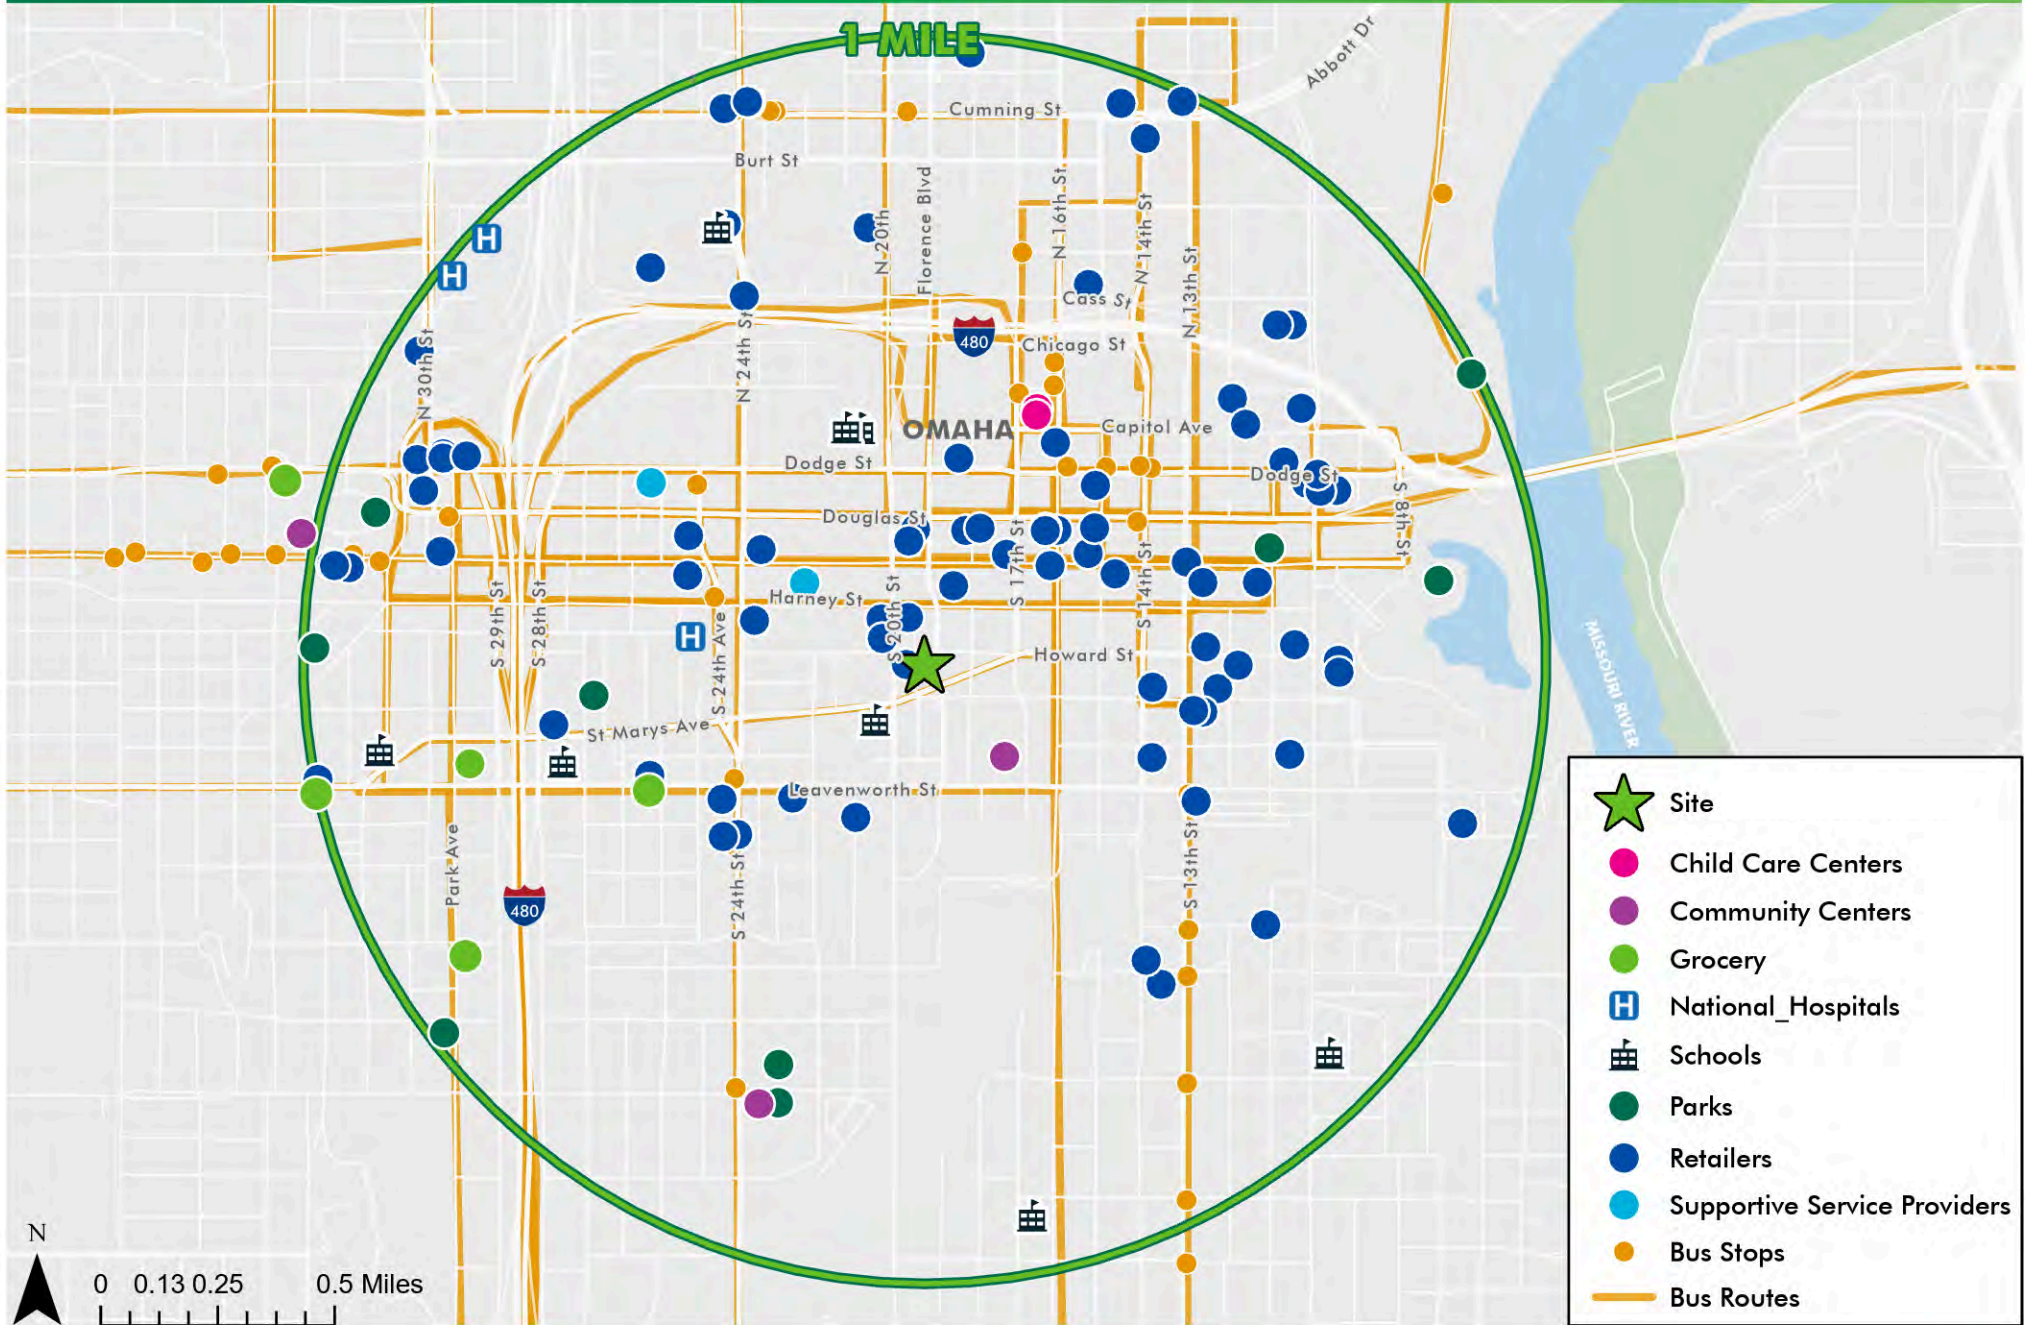 1 MILE
Abbott Dr
Cumning St
Burt St
N 20th
Florence Blvd
N 16th St
N 14th St
N 13th St
Cass St
480
Chicago St
N 30th St
N 24th St
OMAHA
Capitol Ave
Dodge St
Dodge St
Douglas St
S 8th St
S 17th St
S 14th St
S 29th St
S 28th St
Harney St
S 20th St
S 24th Ave
Howard St
St Marys Ave
Leavenworth St
MISSOURI RIVER
Park Ave
S 24th St
S 13th St
480
H
H
H
Site
Child Care Centers
Community Centers
Grocery
H National_Hospitals
Schools
Parks
Retailers
Supportive Service Providers
Bus Stops
Bus Routes
N
0 0.13 0.25 0.5 Miles